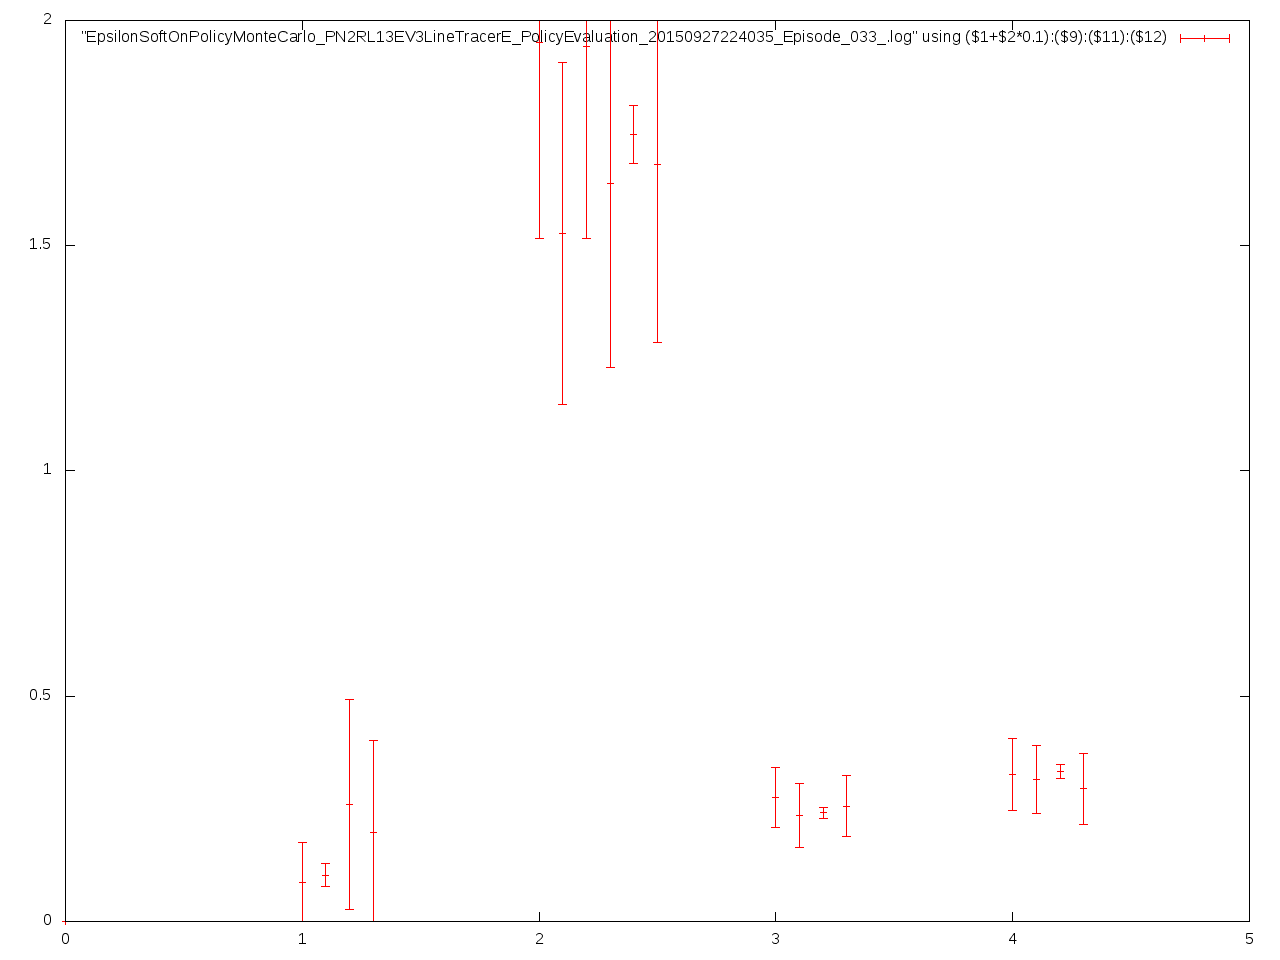 2
"EpsilonSoftOnPolicyMonteCarlo_PN2RL13EV3LineTracerE_PolicyEvaluation_20150927224035_Episode_033_.log" using ($1+$2*0.1):($9):($11):($12)
1.5
1
0.5
0
0 1 2 3 4 5